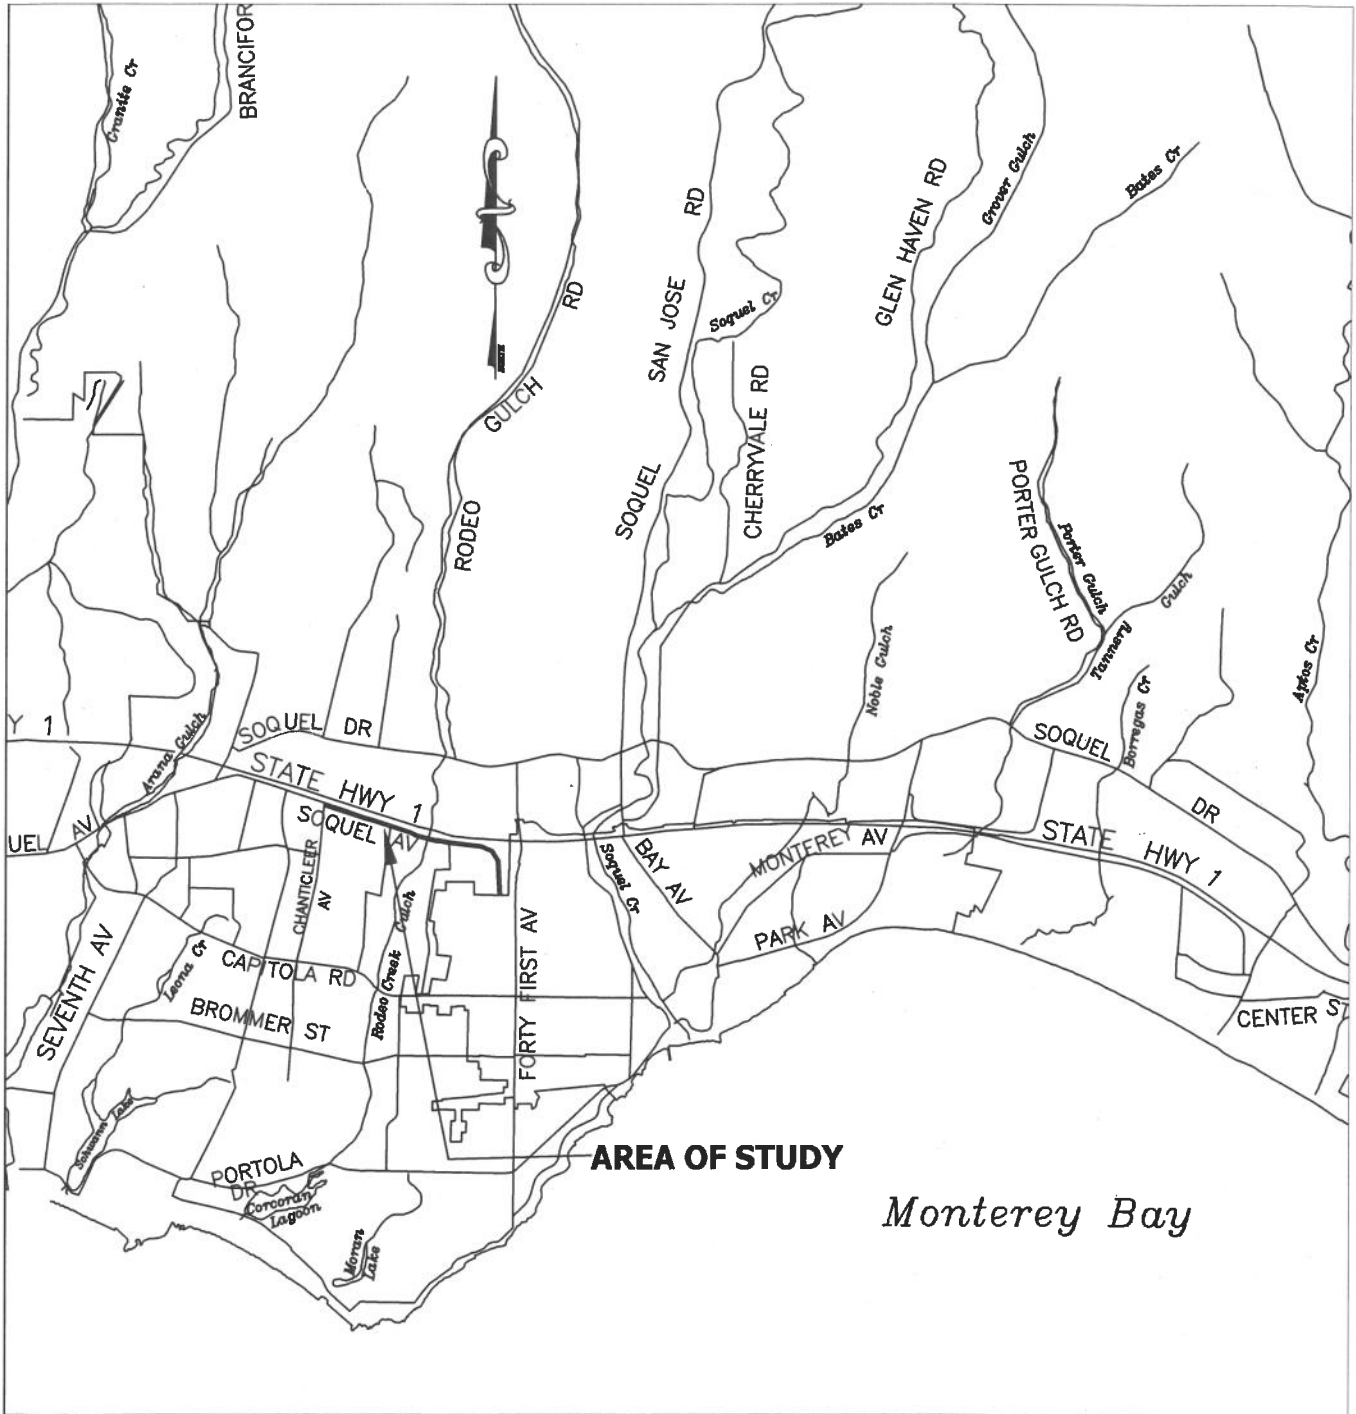 Granite Cr
BRANCIFOR
Grover Gulch
Bates Cr
GLEN HAVEN RD
SOQUEL SAN JOSE RD
Soquel Cr
RODEO GULCH RD
NORTH
CHERRYVALE RD
Bates Cr
PORTER GULCH RD
Porter Gulch
Tannery Gulch
Noble Gulch
Borregas Cr
Aptos Cr
Y 1
Arana Gulch
SOQUEL DR
STATE HWY 1
SOQUEL AV
UEL AV
SOQUEL DR
STATE HWY 1
CHANTICLEER AV
Soquel Cr
BAY AV
MONTEREY AV
PARK AV
SEVENTH AV
Leona Cr
CAPITOLA RD
Rodeo Creek Gulch
FORTY FIRST AV
BROMMER ST
CENTER S
Schwann Lake
AREA OF STUDY
PORTOLA DR
Corcoran Lagoon
Moran Lake
Monterey Bay